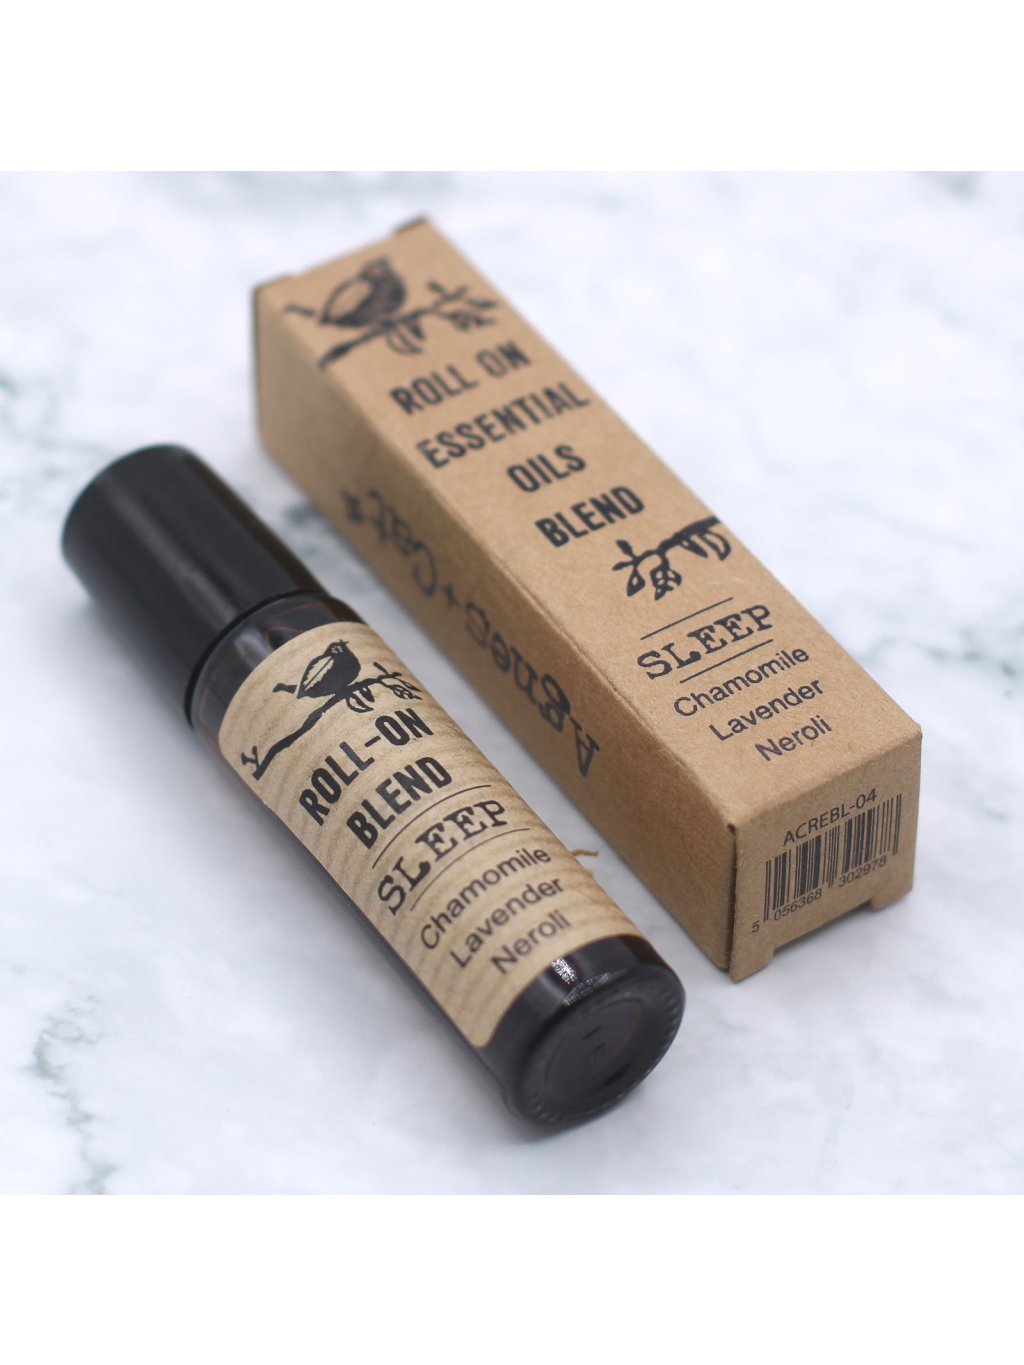 ROLL ON
ESSENTIAL
OILS
BLEND
SLEEP
Chamomile
Lavender
Neroli
Agnes+Cat
ACREBL-04
5 056368 302978
ROLL-ON
BLEND
SLEEP
Chamomile
Lavender
Neroli